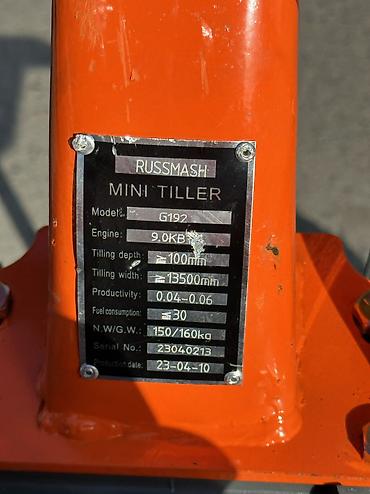 RUSSMASH
MINI TILLER
Model: G192
Engine: 9.0KB
Tilling depth: ≥ 100mm
Tilling width: ≥ 13500mm
Productivity: 0.04-0.06
Fuel consumption: ≤ 30
N.W/G.W.: 150/160kg
Serial No.: 23040213
Production date: 23-04-10